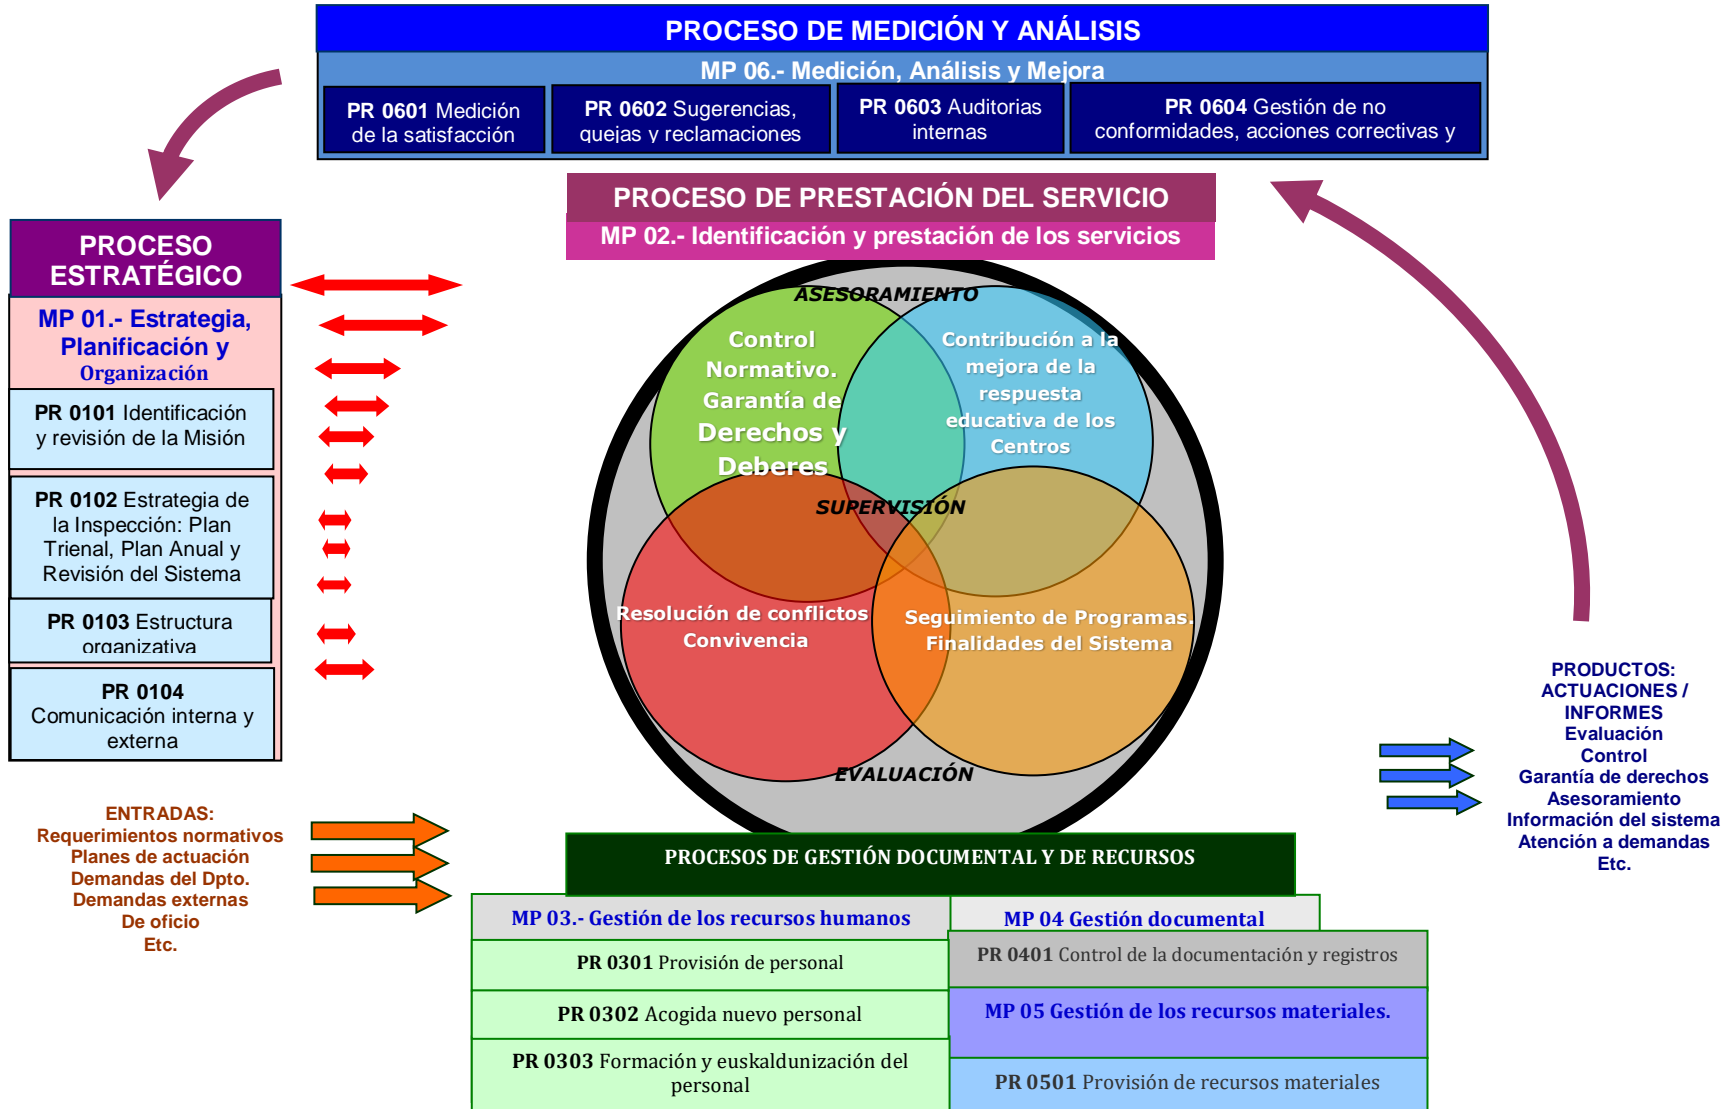 PROCESO DE MEDICIÓN Y ANÁLISIS
MP 06.- Medición, Análisis y Mejora
PR 0601 Medición
de la satisfacción
PR 0602 Sugerencias,
quejas y reclamaciones
PR 0603 Auditorias
internas
PR 0604 Gestión de no
conformidades, acciones correctivas y
PROCESO DE PRESTACIÓN DEL SERVICIO
MP 02.- Identificación y prestación de los servicios
PROCESO
ESTRATÉGICO
MP 01.- Estrategia,
Planificación y
Organización
PR 0101 Identificación
y revisión de la Misión
PR 0102 Estrategia de
la Inspección: Plan
Trienal, Plan Anual y
Revisión del Sistema
PR 0103 Estructura
organizativa
PR 0104
Comunicación interna y
externa
ASESORAMIENTO
Control
Normativo.
Garantía de
Derechos y
Deberes
Contribución a la
mejora de la
respuesta
educativa de los
Centros
SUPERVISIÓN
Resolución de conflictos
Convivencia
Seguimiento de Programas.
Finalidades del Sistema
EVALUACIÓN
ENTRADAS:
Requerimientos normativos
Planes de actuación
Demandas del Dpto.
Demandas externas
De oficio
Etc.
PRODUCTOS:
ACTUACIONES /
INFORMES
Evaluación
Control
Garantía de derechos
Asesoramiento
Información del sistema
Atención a demandas
Etc.
PROCESOS DE GESTIÓN DOCUMENTAL Y DE RECURSOS
MP 03.- Gestión de los recursos humanos
PR 0301 Provisión de personal
PR 0302 Acogida nuevo personal
PR 0303 Formación y euskaldunización del
personal
MP 04 Gestión documental
PR 0401 Control de la documentación y registros
MP 05 Gestión de los recursos materiales.
PR 0501 Provisión de recursos materiales